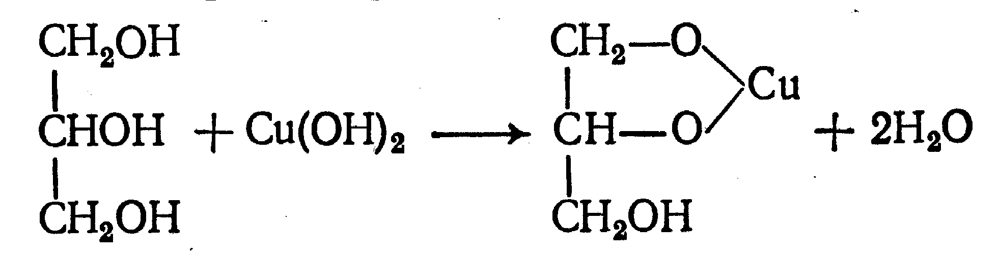 CH₂OH CH₂—O
Cu
CHOH + Cu(OH)₂ ⟶ CH—O + 2H₂O
CH₂OH CH₂OH